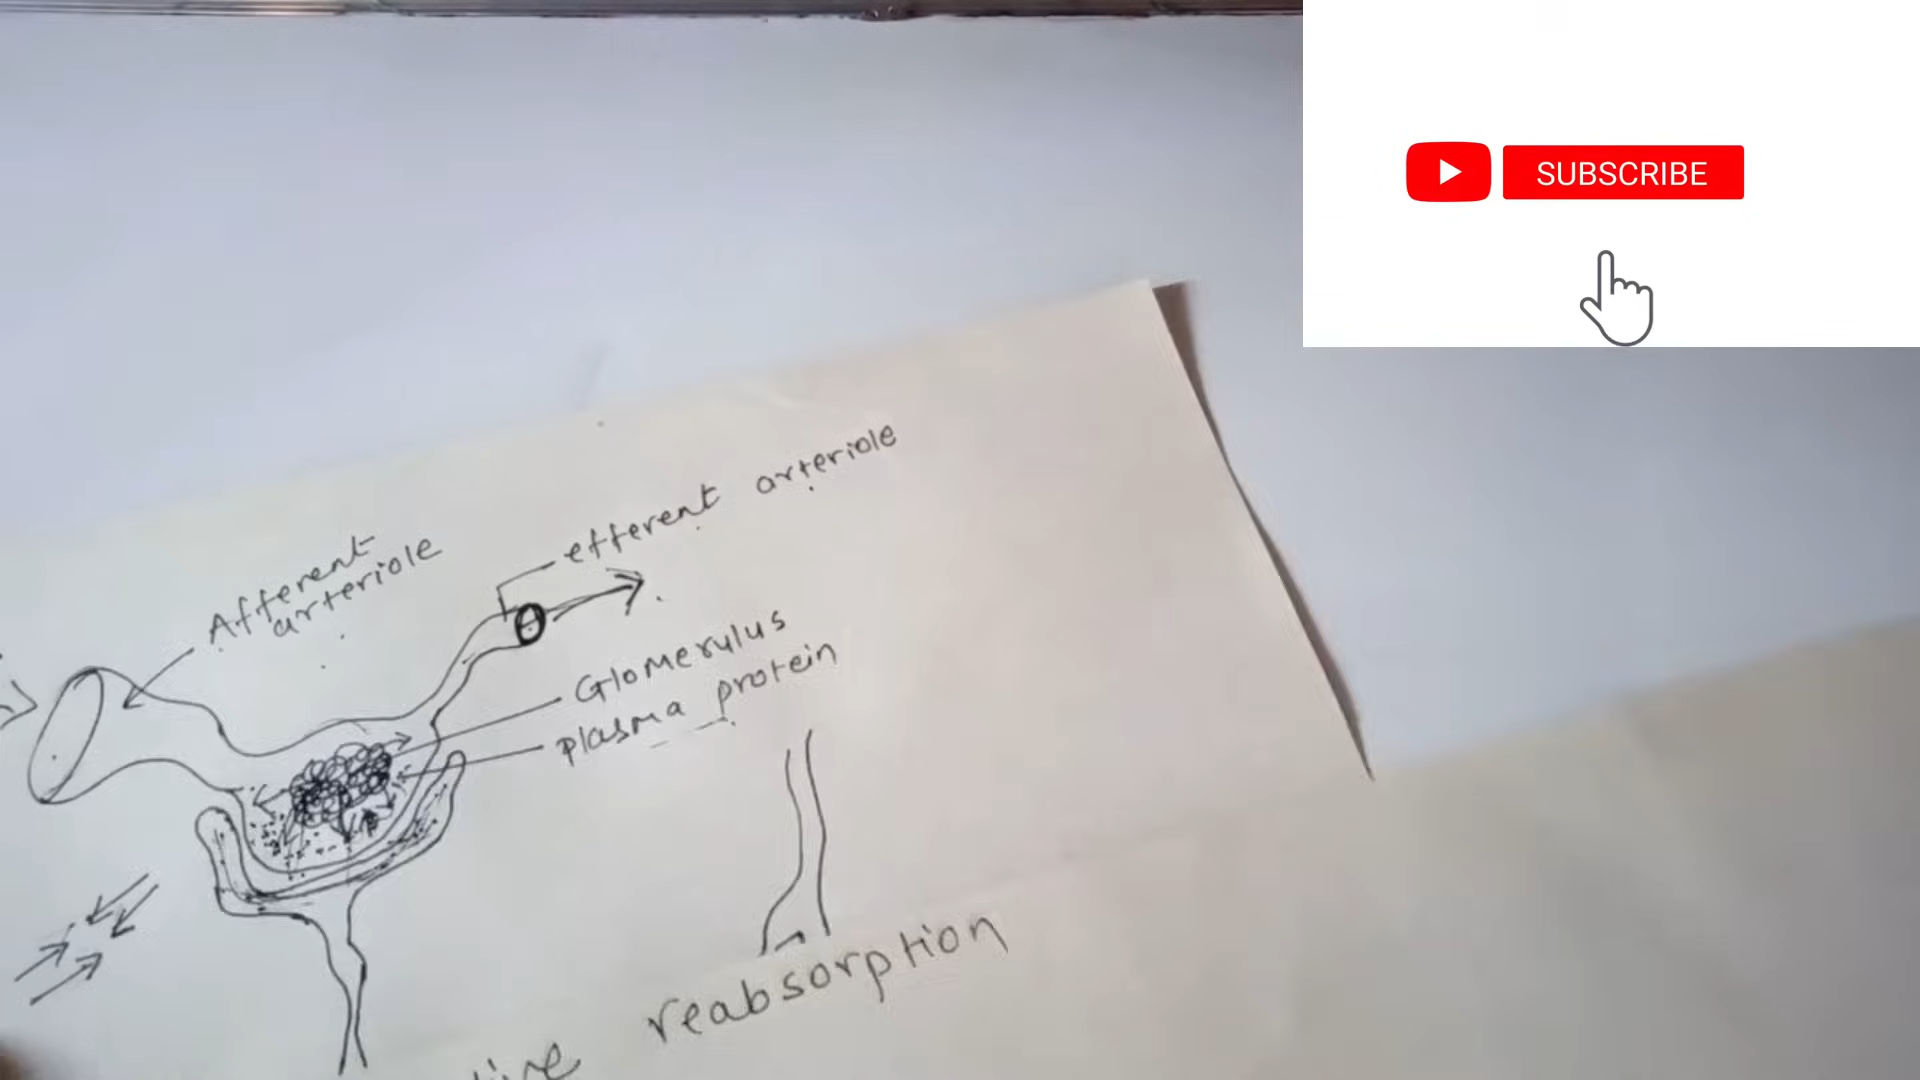 SUBSCRIBE
efferent arteriole
Afferent
arteriole
Glomerulus
plasma protein
reabsorption